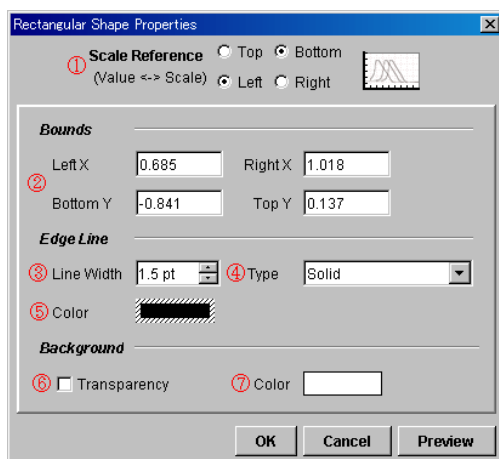 Rectangular Shape Properties
① Scale Reference Top Bottom
(Value <-> Scale) Left Right
Bounds
② Left X 0.685 Right X 1.018
Bottom Y -0.841 Top Y 0.137
Edge Line
③ Line Width 1.5 pt ④ Type Solid
⑤ Color
Background
⑥ Transparency ⑦ Color
OK Cancel Preview